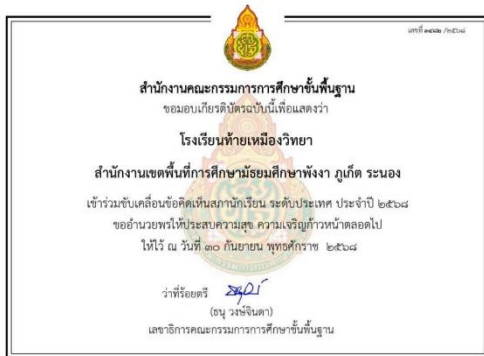 เลขที่ /๒๕๖๘
สำนักงานคณะกรรมการการศึกษาขั้นพื้นฐาน
ขอมอบเกียรติบัตรฉบับนี้เพื่อแสดงว่า
โรงเรียนท้ายเหมืองวิทยา
สำนักงานเขตพื้นที่การศึกษามัธยมศึกษาพังงา ภูเก็ต ระนอง
เข้าร่วมขับเคลื่อนข้อคิดเห็นสภานักเรียน ระดับประเทศ ประจำปี ๒๕๖๘
ขออำนวยพรให้ประสบความสุข ความเจริญก้าวหน้าตลอดไป
ให้ไว้ ณ วันที่ ๓๐ กันยายน พุทธศักราช ๒๕๖๘
ว่าที่ร้อยตรี
(ธนุ วงษ์จินดา)
เลขาธิการคณะกรรมการการศึกษาขั้นพื้นฐาน